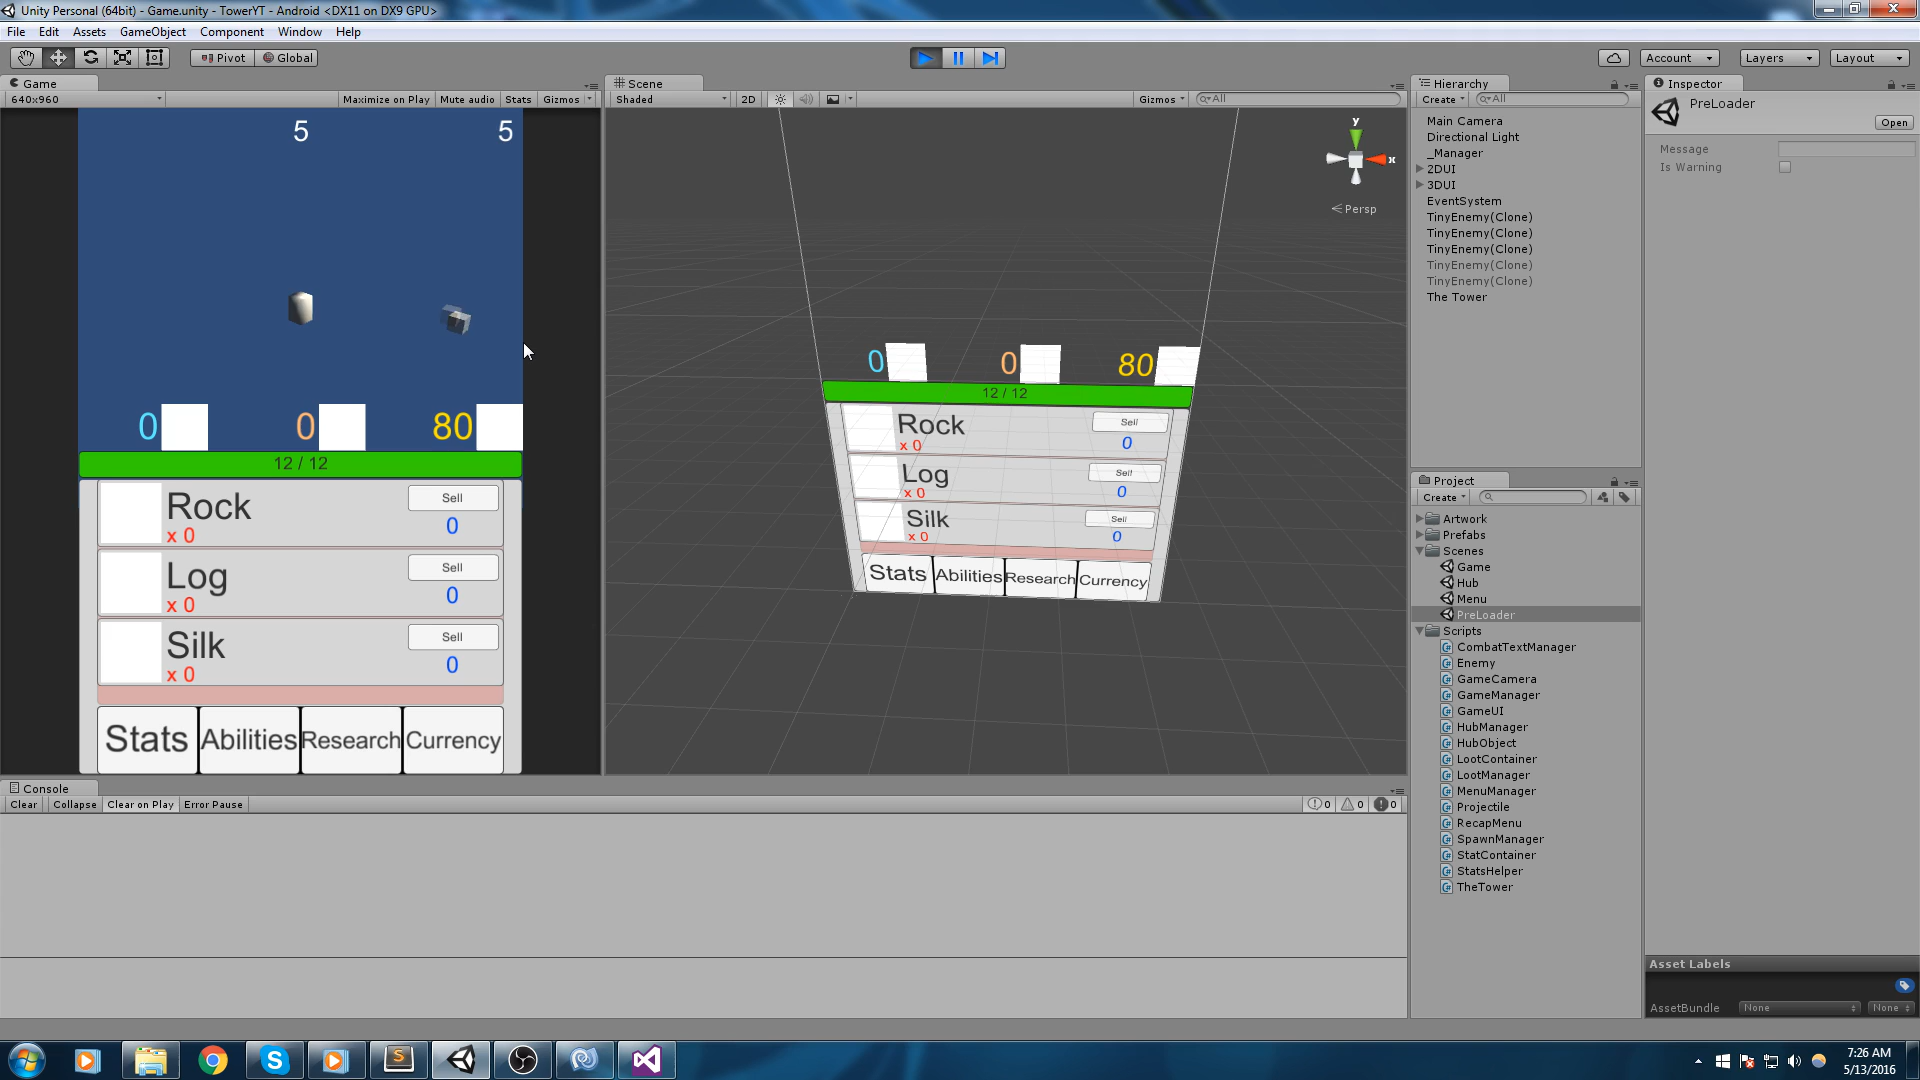 Unity Personal (64bit) - Game.unity - TowerYT - Android <DX11 on DX9 GPU>
File Edit Assets GameObject Component Window Help
Pivot Global Account Layers Layout
Game
640x960 Maximize on Play Mute audio Stats Gizmos
5 5
0 0 80
12 / 12
Rock Sell
x 0 0
Log Sell
x 0 0
Silk Sell
x 0 0
Stats Abilities Research Currency
Scene
Shaded 2D Gizmos All
y
x
Persp
0 0 80
12 / 12
Rock Sell
x 0 0
Log Sell
x 0 0
Silk Sell
x 0 0
Stats Abilities Research Currency
Hierarchy
Create All
Main Camera
Directional Light
_Manager
2DUI
3DUI
EventSystem
TinyEnemy(Clone)
TinyEnemy(Clone)
TinyEnemy(Clone)
TinyEnemy(Clone)
TinyEnemy(Clone)
The Tower
Project
Create
Artwork
Prefabs
Scenes
Game
Hub
Menu
PreLoader
Scripts
CombatTextManager
Enemy
GameCamera
GameManager
GameUI
HubManager
HubObject
LootContainer
LootManager
MenuManager
Projectile
RecapMenu
SpawnManager
StatContainer
StatsHelper
TheTower
Inspector
PreLoader
Open
Message
Is Warning
Asset Labels
AssetBundle None None
Console
Clear Collapse Clear on Play Error Pause 0 0 0
7:26 AM
5/13/2016